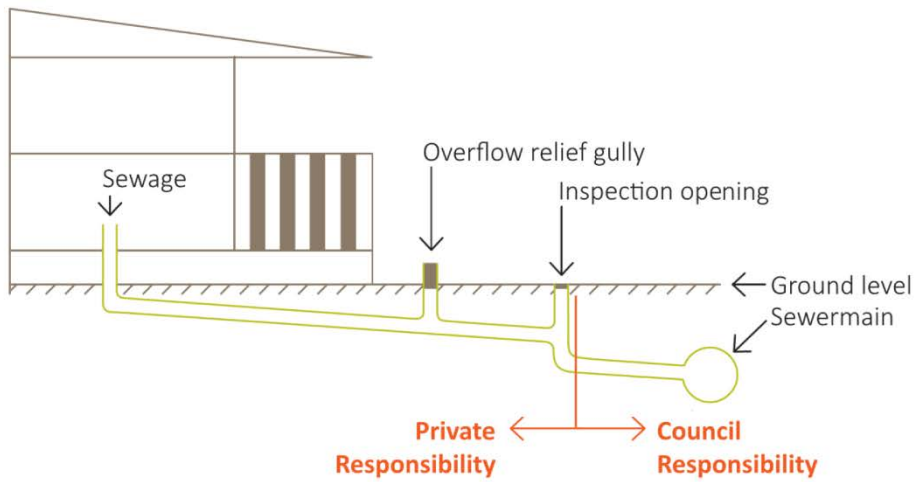 Overflow relief gully
Sewage
Inspection opening
Ground level
Sewermain
Private
Responsibility
Council
Responsibility